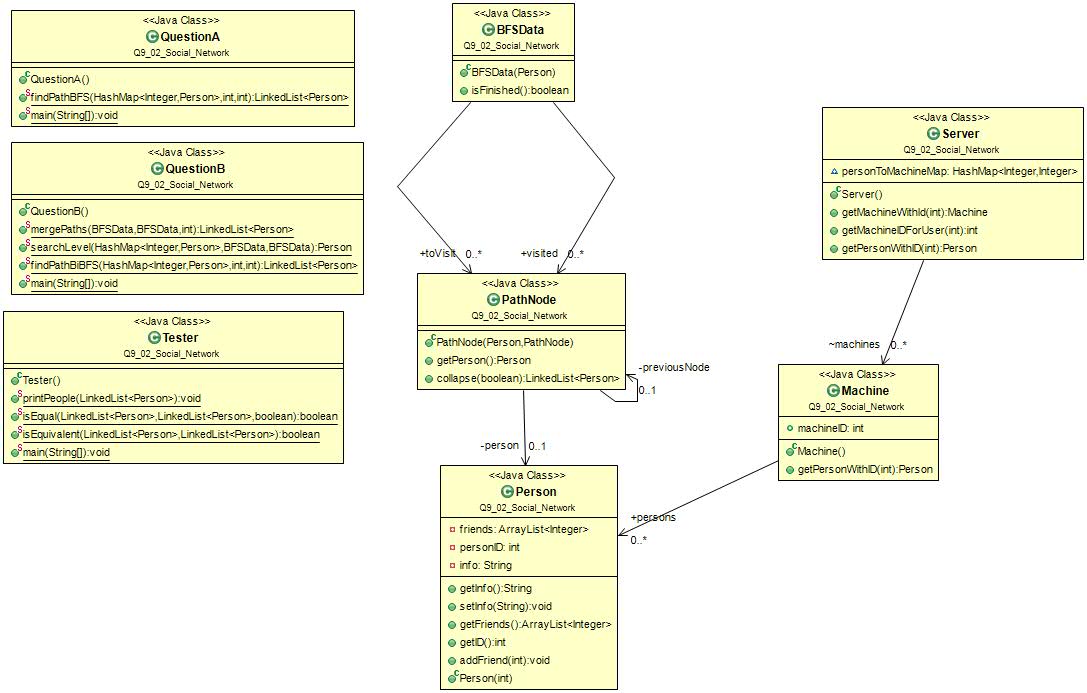 <<Java Class>>
QuestionA
Q9_02_Social_Network
QuestionA()
findPathBFS(HashMap<Integer,Person>,int,int):LinkedList<Person>
main(String[]):void
<<Java Class>>
QuestionB
Q9_02_Social_Network
QuestionB()
mergePaths(BFSData,BFSData,int):LinkedList<Person>
searchLevel(HashMap<Integer,Person>,BFSData,BFSData):Person
findPathBiBFS(HashMap<Integer,Person>,int,int):LinkedList<Person>
main(String[]):void
<<Java Class>>
Tester
Q9_02_Social_Network
Tester()
printPeople(LinkedList<Person>):void
isEqual(LinkedList<Person>,LinkedList<Person>,boolean):boolean
isEquivalent(LinkedList<Person>,LinkedList<Person>):boolean
main(String[]):void
<<Java Class>>
BFSData
Q9_02_Social_Network
BFSData(Person)
isFinished():boolean
+toVisit 0..*
+visited 0..*
<<Java Class>>
PathNode
Q9_02_Social_Network
PathNode(Person,PathNode)
getPerson():Person
collapse(boolean):LinkedList<Person>
-previousNode
0..1
-person 0..1
<<Java Class>>
Person
Q9_02_Social_Network
friends: ArrayList<Integer>
personID: int
info: String
getInfo():String
setInfo(String):void
getFriends():ArrayList<Integer>
getID():int
addFriend(int):void
Person(int)
<<Java Class>>
Server
Q9_02_Social_Network
personToMachineMap: HashMap<Integer,Integer>
Server()
getMachineWithId(int):Machine
getMachineIDForUser(int):int
getPersonWithID(int):Person
~machines 0..*
<<Java Class>>
Machine
Q9_02_Social_Network
machineID: int
Machine()
getPersonWithID(int):Person
+persons
0..*